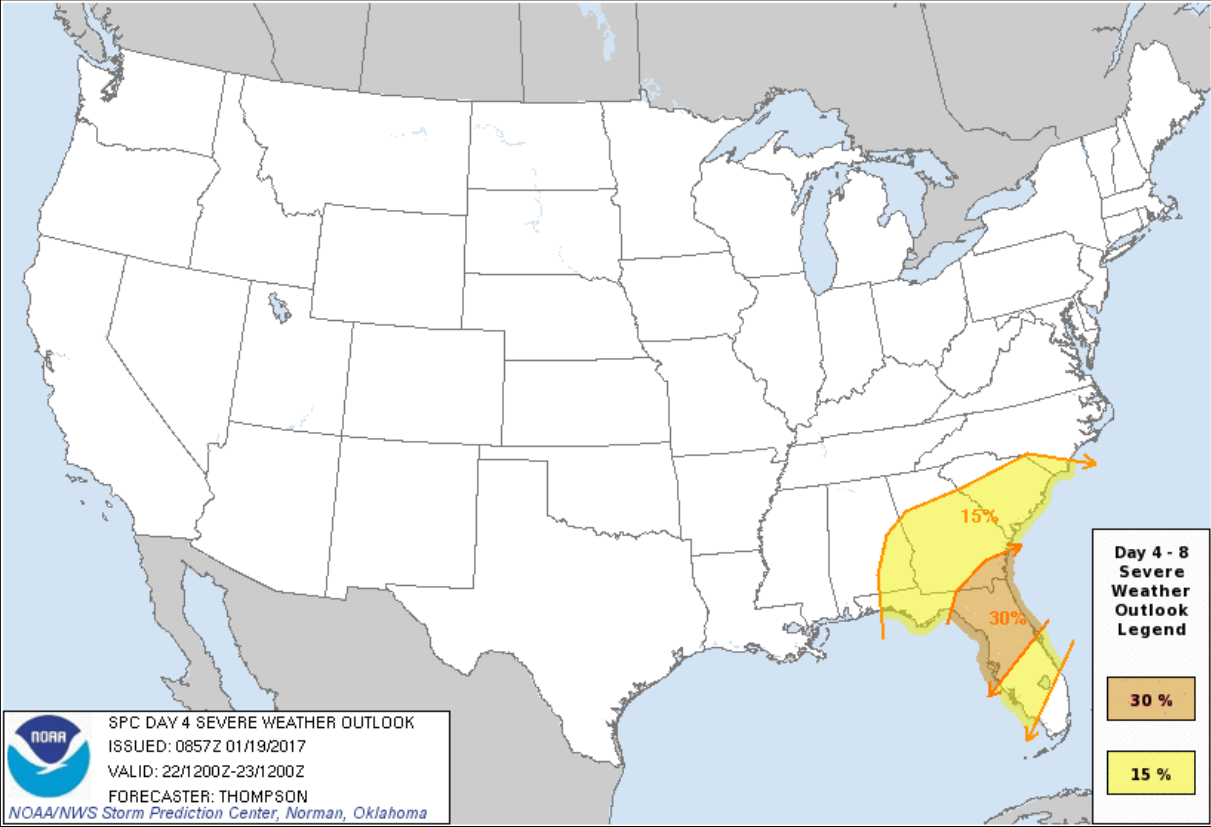 15%
30%
Day 4 - 8
Severe
Weather
Outlook
Legend
30 %
15 %
NOAA
SPC DAY 4 SEVERE WEATHER OUTLOOK
ISSUED: 0857Z 01/19/2017
VALID: 22/1200Z-23/1200Z
FORECASTER: THOMPSON
NOAA/NWS Storm Prediction Center, Norman, Oklahoma